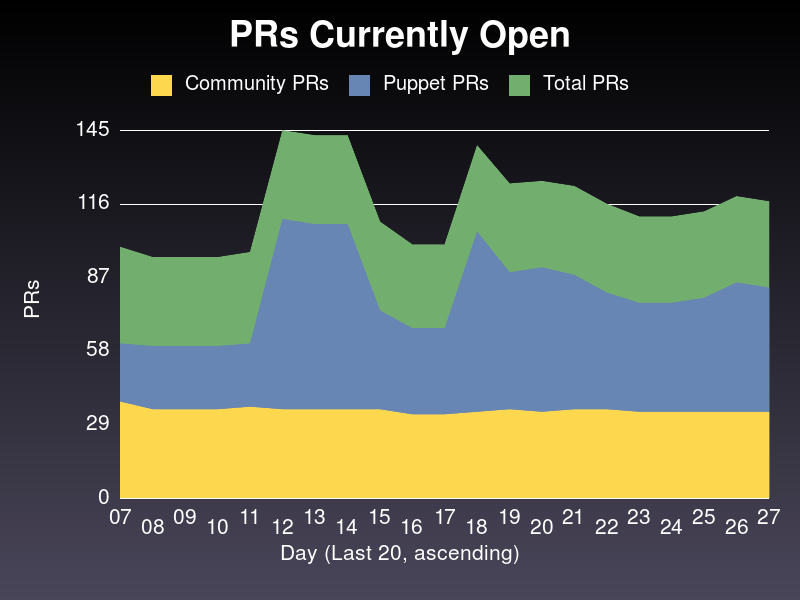 PRs Currently Open
Community PRs Puppet PRs Total PRs
145
116
87
58
29
0
PRs
07 08 09 10 11 12 13 14 15 16 17 18 19 20 21 22 23 24 25 26 27
Day (Last 20, ascending)